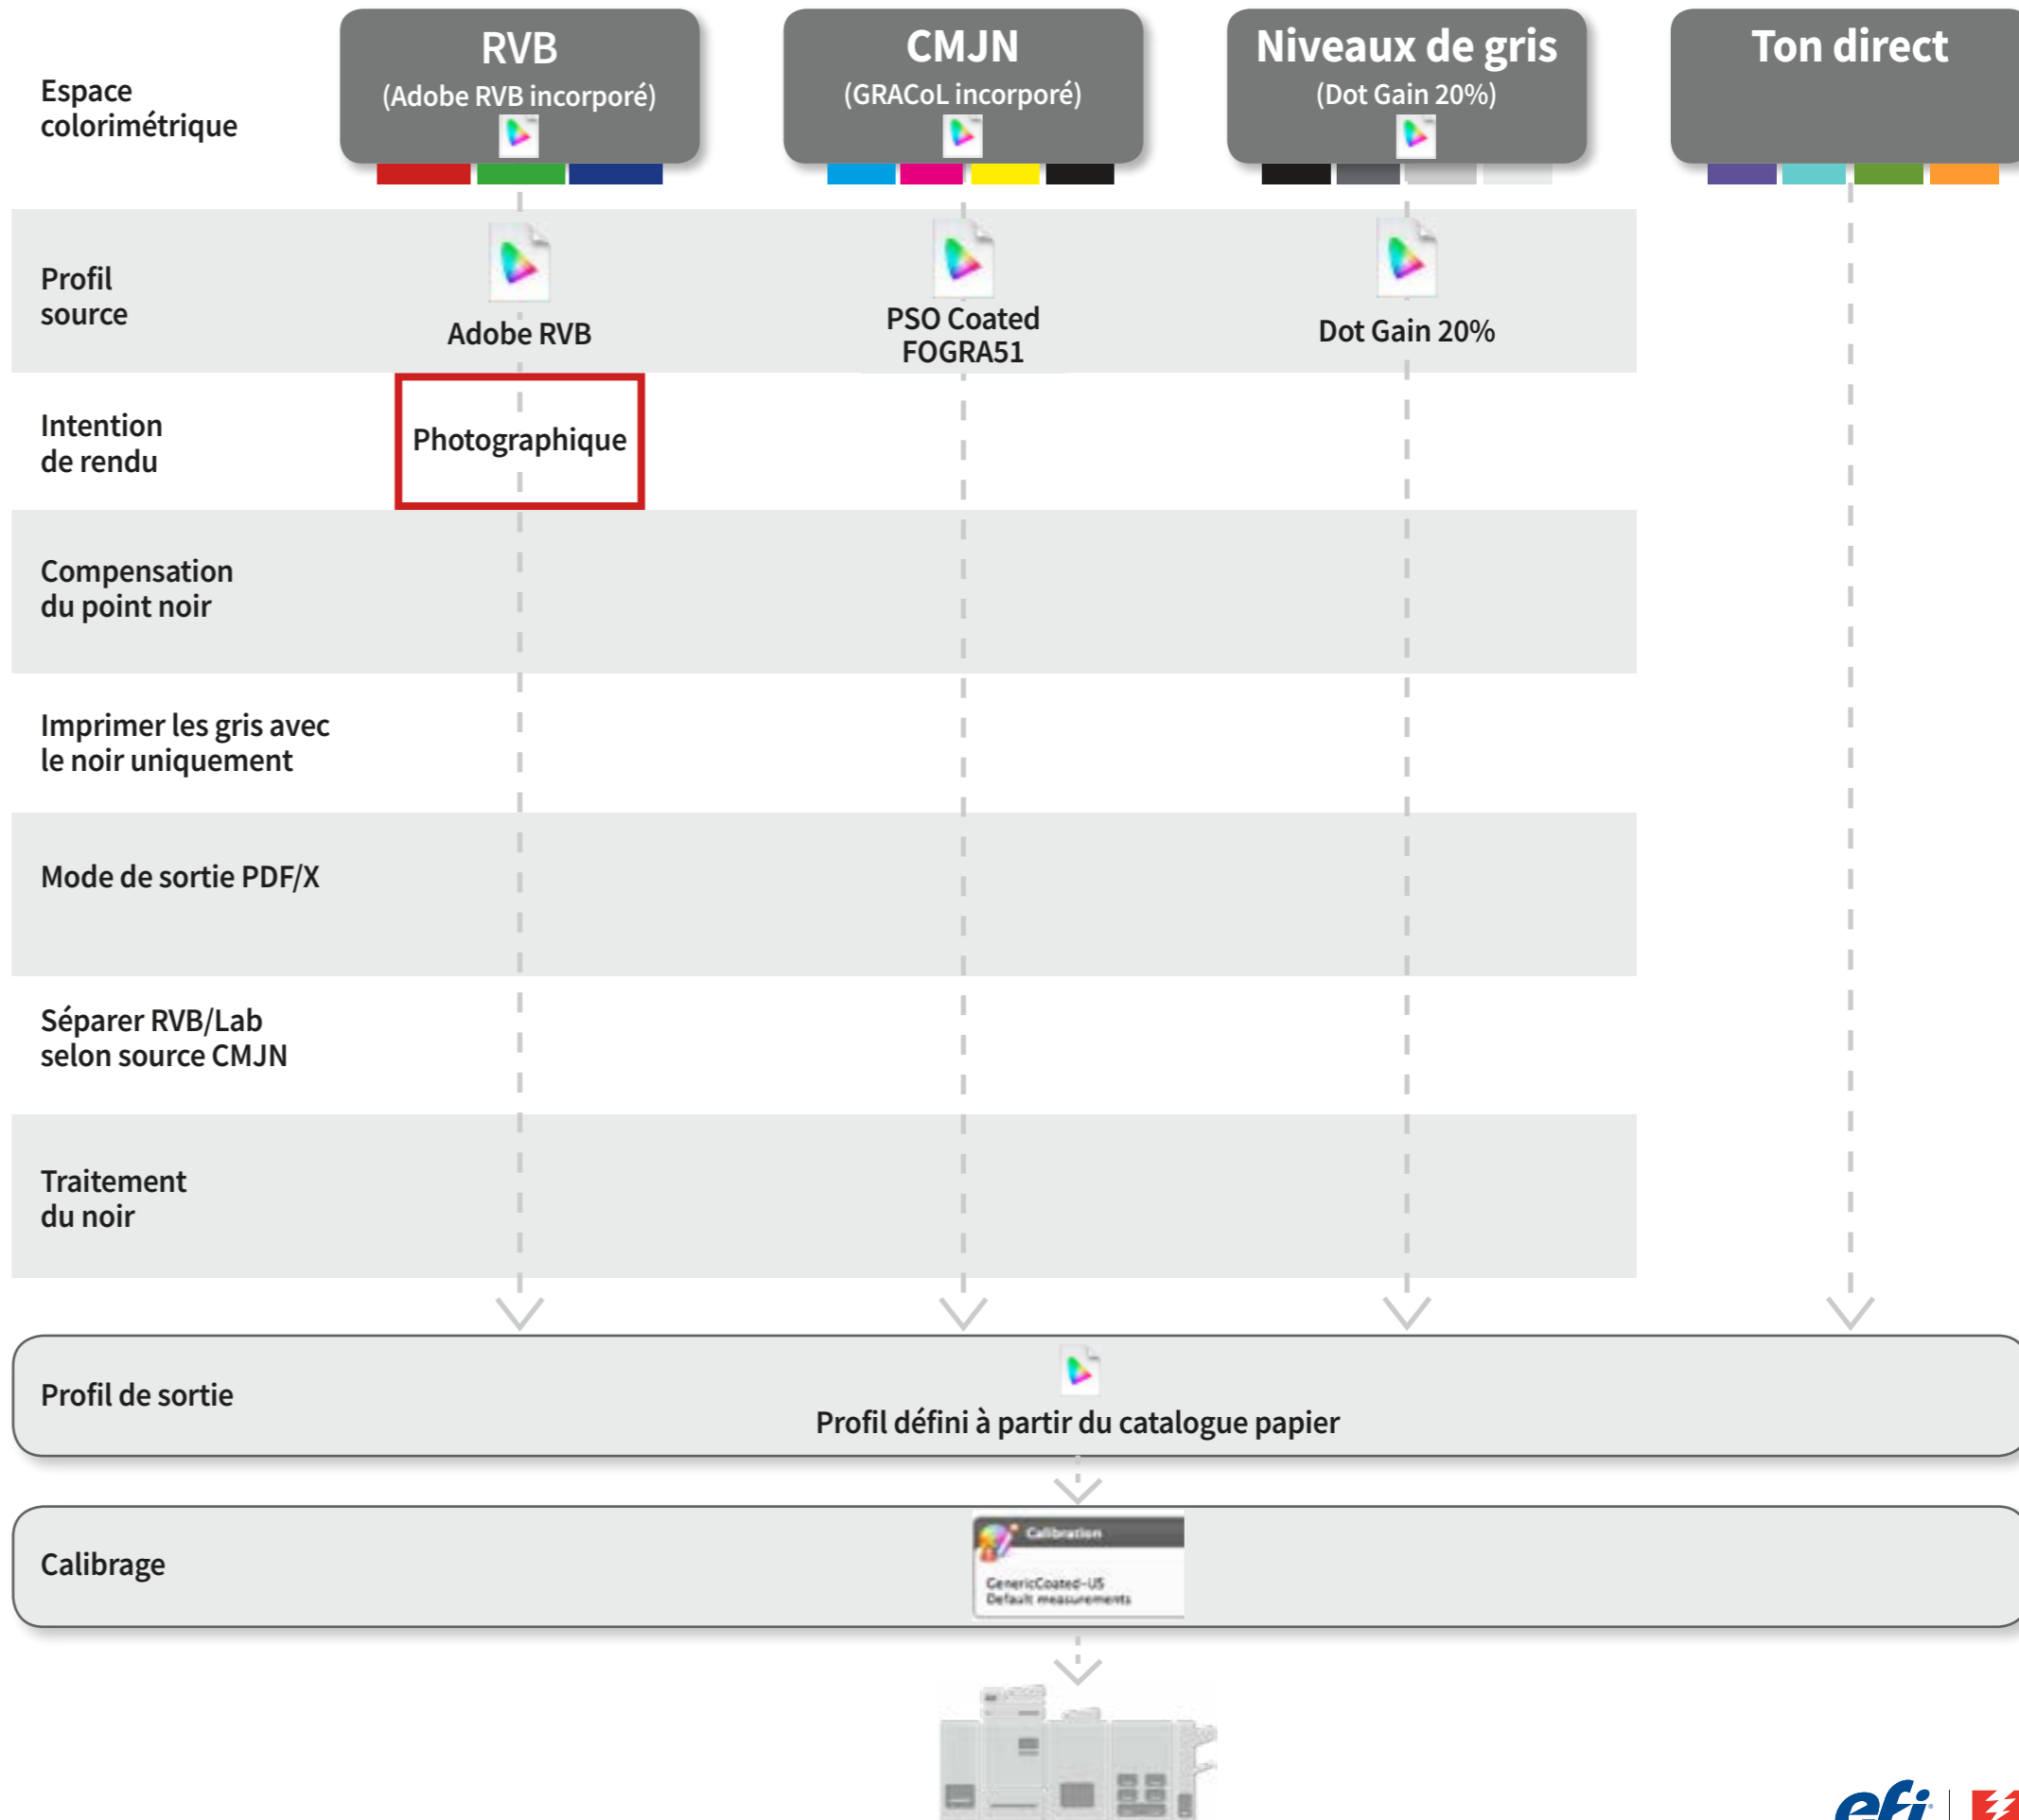 Espace
colorimétrique
RVB
(Adobe RVB incorporé)
CMJN
(GRACoL incorporé)
Niveaux de gris
(Dot Gain 20%)
Ton direct
Profil
source
Adobe RVB
PSO Coated
FOGRA51
Dot Gain 20%
Intention
de rendu
Photographique
Compensation
du point noir
Imprimer les gris avec
le noir uniquement
Mode de sortie PDF/X
Séparer RVB/Lab
selon source CMJN
Traitement
du noir
Profil de sortie
Profil défini à partir du catalogue papier
Calibrage
Calibration
GenericCoated-US
Default measurements
efi